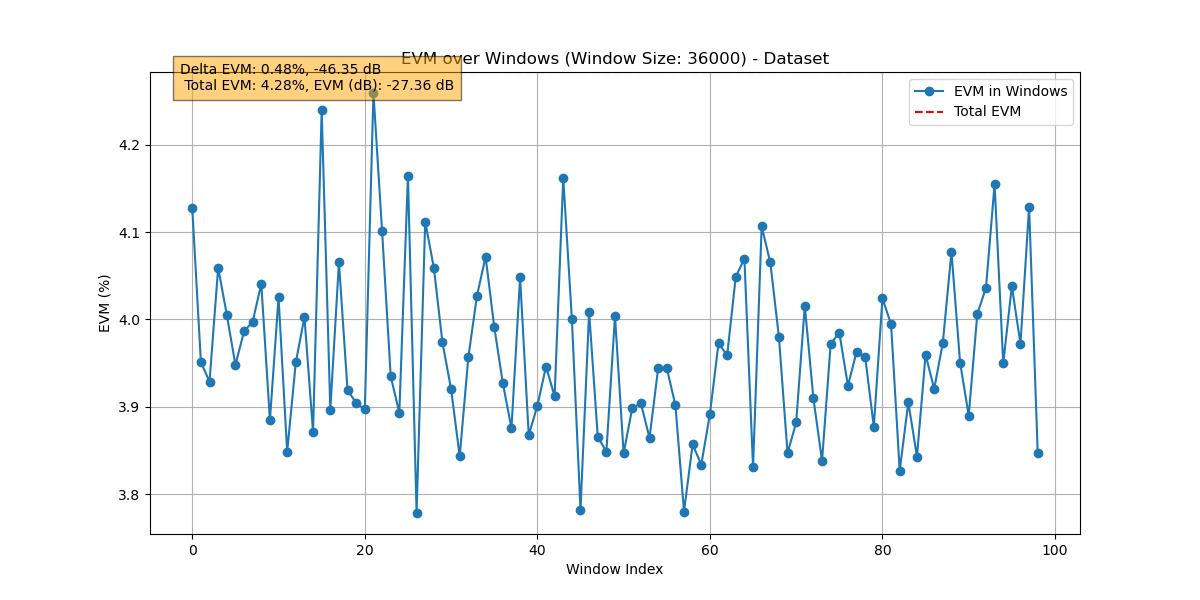 EVM over Windows (Window Size: 36000) - Dataset
Delta EVM: 0.48%, -46.35 dB
Total EVM: 4.28%, EVM (dB): -27.36 dB
EVM in Windows
Total EVM
EVM (%)
4.2
4.1
4.0
3.9
3.8
0 20 40 60 80 100
Window Index